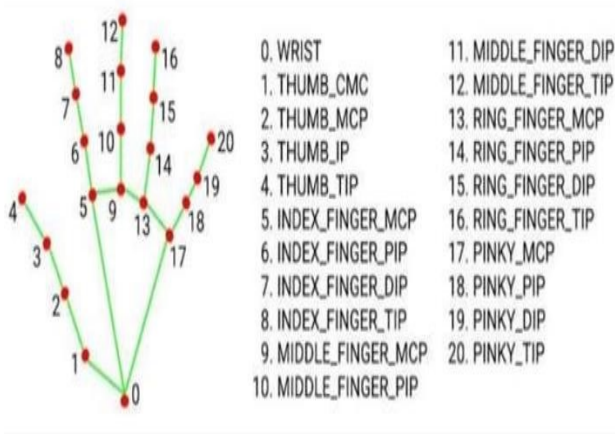 12
8
16
11
7
15
20
6
10
14
19
4
5
9
13
18
3
17
2
1
0
0. WRIST
1. THUMB_CMC
2. THUMB_MCP
3. THUMB_IP
4. THUMB_TIP
5. INDEX_FINGER_MCP
6. INDEX_FINGER_PIP
7. INDEX_FINGER_DIP
8. INDEX_FINGER_TIP
9. MIDDLE_FINGER_MCP
10. MIDDLE_FINGER_PIP
11. MIDDLE_FINGER_DIP
12. MIDDLE_FINGER_TIP
13. RING_FINGER_MCP
14. RING_FINGER_PIP
15. RING_FINGER_DIP
16. RING_FINGER_TIP
17. PINKY_MCP
18. PINKY_PIP
19. PINKY_DIP
20. PINKY_TIP